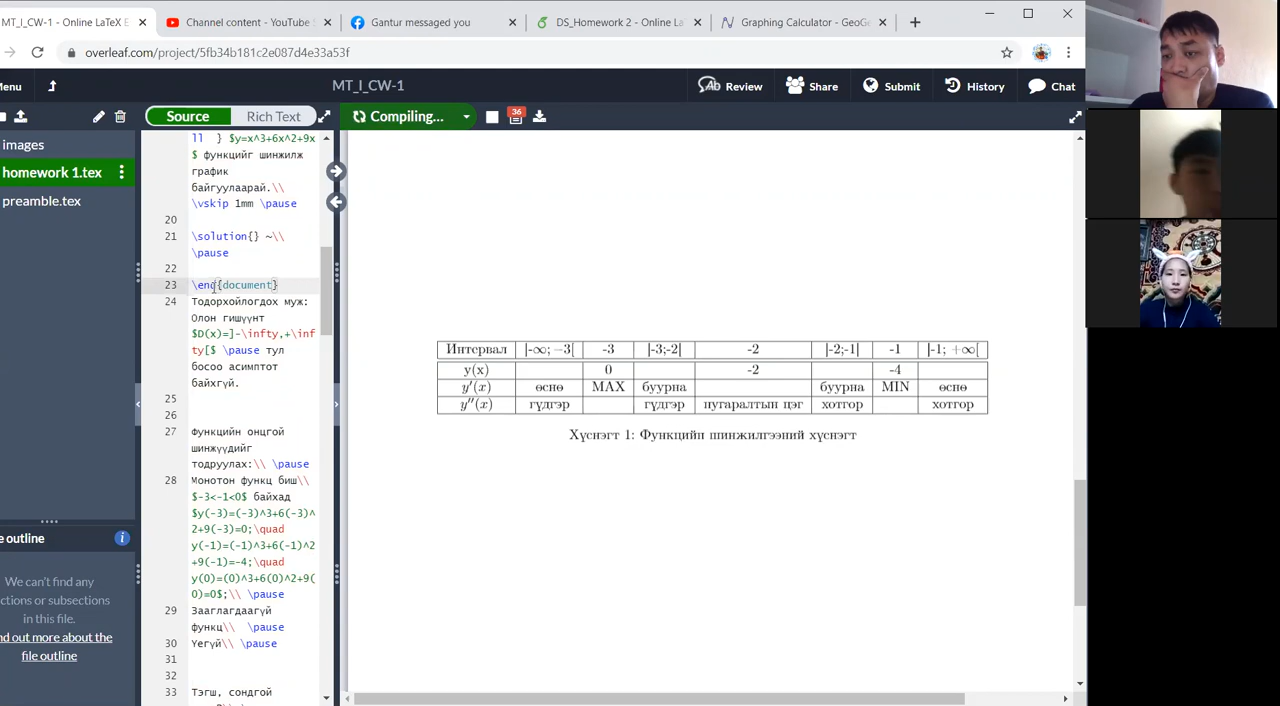 MT_I_CW-1 - Online LaTeX E
Channel content - YouTube S
Gantur messaged you
DS_Homework 2 - Online La
Graphing Calculator - GeoGe
overleaf.com/project/5fb34b181c2e087d4e33a53f
Menu
MT_I_CW-1
Review
Share
Submit
History
Chat
Source
Rich Text
Compiling...
36
images
homework 1.tex
preamble.tex
ll } $y=x^3+6x^2+9x
$ функцийг шинжилж
график
байгуулаарай.\\
\vskip 1mm \pause
20
21 \solution{} ~\\
\pause
22
23 \end{document}
24 Тодорхойлогдох муж:
Олон гишүүнт
$D(x)=]-\infty,+\inf
ty[$ \pause тул
босоо асимптот
байхгүй.
25
26
27 Функцийн онцгой
шинжүүдийг
тодруулах:\\ \pause
28 Монотон функц биш\\
$-3<-1<0$ байхад
$y(-3)=(-3)^3+6(-3)^
2+9(-3)=0;\quad
y(-1)=(-1)^3+6(-1)^2
+9(-1)=-4;\quad
y(0)=(0)^3+6(0)^2+9(
0)=0$;\\ \pause
29 Зааглагдаагүй
функц\\ \pause
30 Үегүй\\ \pause
31
32
33 Тэгш, сондгой
e outline
We can't find any
ctions or subsections
in this file.
nd out more about the
file outline
Интервал ]-∞; −3[ -3 ]-3;-2[ -2 ]-2;-1[ -1 ]-1; +∞[
y(x) 0 -2 -4
y′(x) өснө MAX буурна буурна MIN өснө
y″(x) гүдгэр гүдгэр нугаралтын цэг хотгор хотгор
Хүснэгт 1: Функцийн шинжилгээний хүснэгт